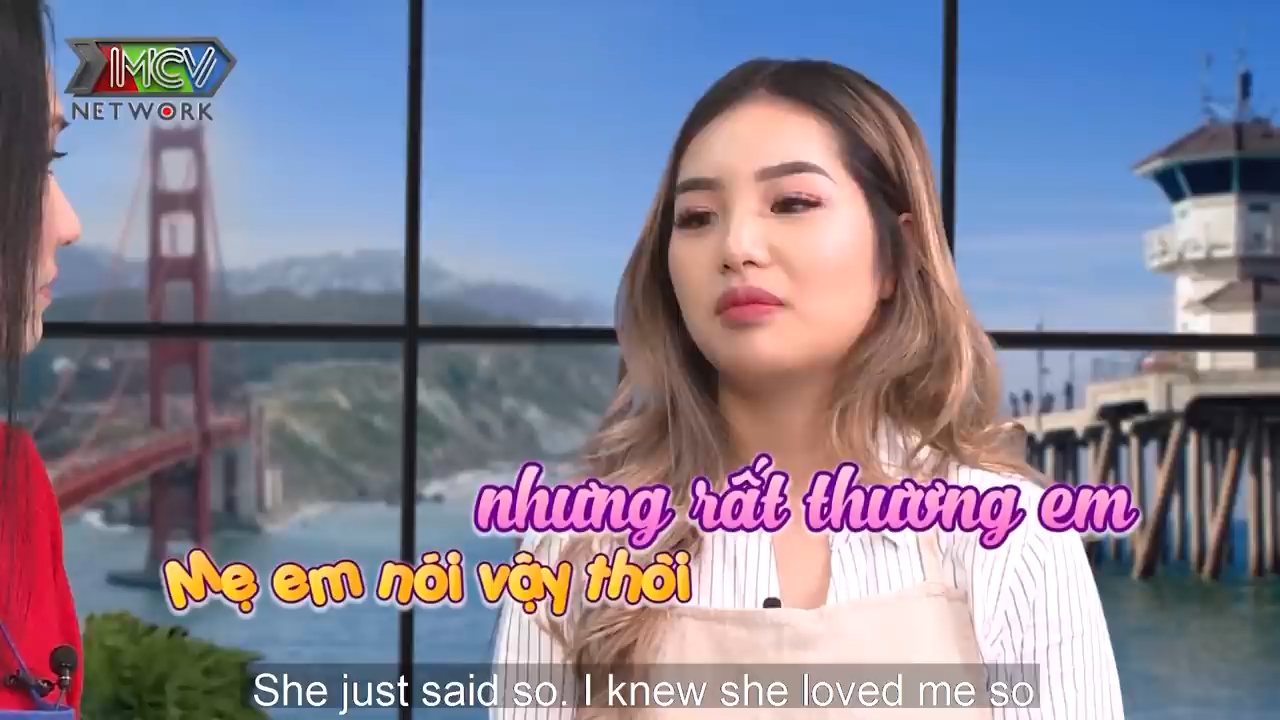 MCV
NETWORK
nhưng rất thương em
Mẹ em nói vậy thôi
She just said so. I knew she loved me so